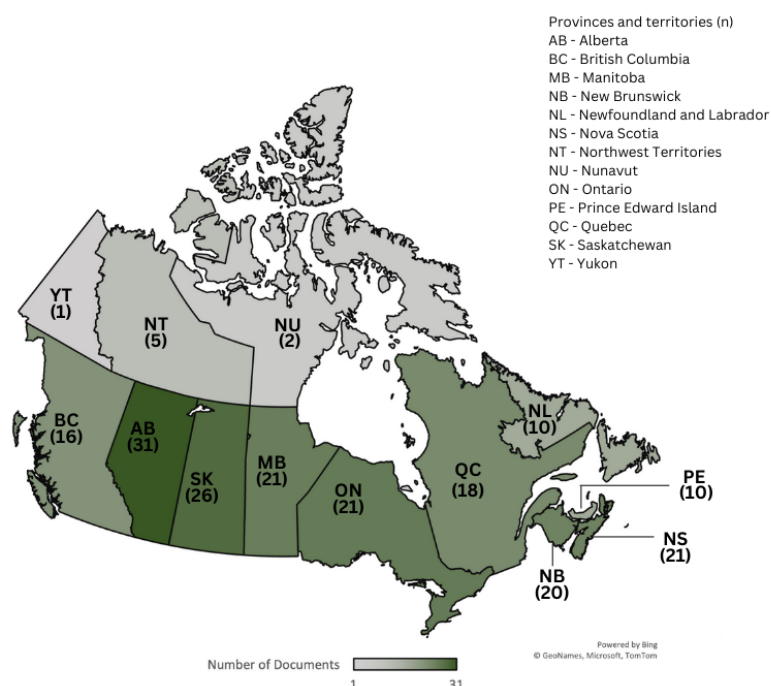 Provinces and territories (n)
AB - Alberta
BC - British Columbia
MB - Manitoba
NB - New Brunswick
NL - Newfoundland and Labrador
NS - Nova Scotia
NT - Northwest Territories
NU - Nunavut
ON - Ontario
PE - Prince Edward Island
QC - Quebec
SK - Saskatchewan
YT - Yukon
YT
(1)
NT
(5)
NU
(2)
BC
(16)
AB
(31)
SK
(26)
MB
(21)
ON
(21)
QC
(18)
NL
(10)
PE
(10)
NS
(21)
NB
(20)
Powered by Bing
© GeoNames, Microsoft, TomTom
Number of Documents
1
31